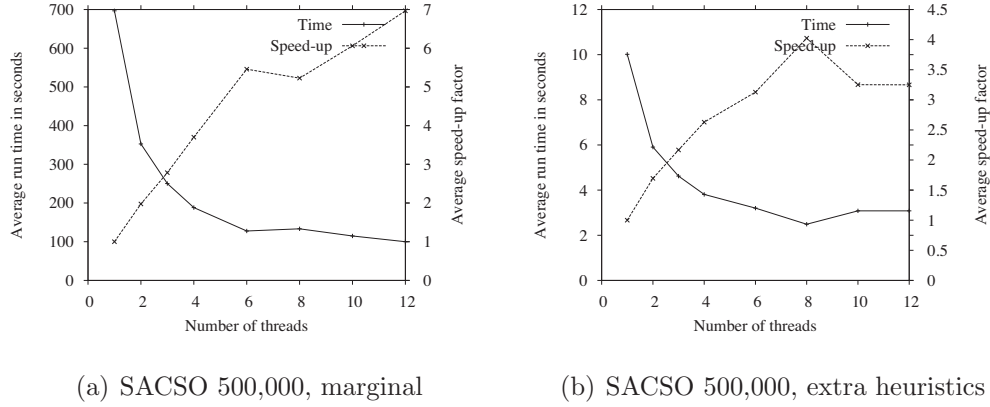 Time
Speed-up
700
600
500
400
300
200
100
0
7
6
5
4
3
2
1
0
0 2 4 6 8 10 12
Average run time in seconds
Average speed-up factor
Number of threads
(a) SACSO 500,000, marginal
Time
Speed-up
12
10
8
6
4
2
0
4.5
4
3.5
3
2.5
2
1.5
1
0.5
0
0 2 4 6 8 10 12
Average run time in seconds
Average speed-up factor
Number of threads
(b) SACSO 500,000, extra heuristics